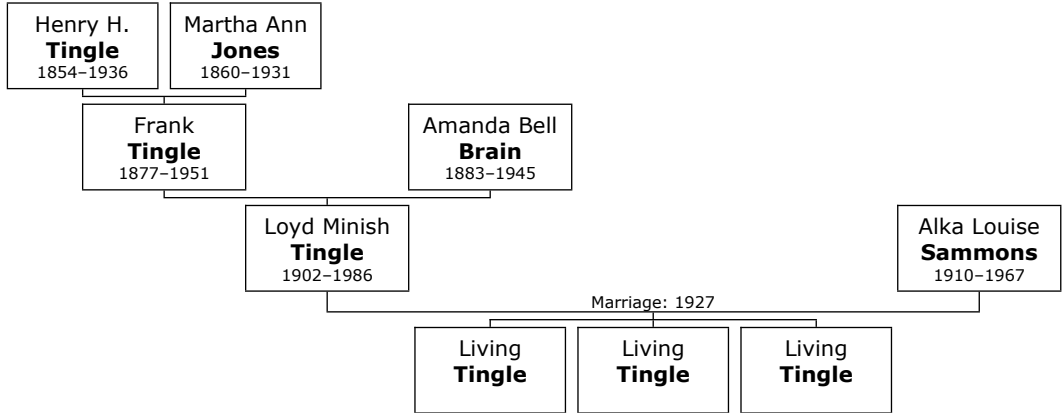 Henry H.
Tingle
1854–1936
Martha Ann
Jones
1860–1931
Frank
Tingle
1877–1951
Amanda Bell
Brain
1883–1945
Loyd Minish
Tingle
1902–1986
Alka Louise
Sammons
1910–1967
Marriage: 1927
Living
Tingle
Living
Tingle
Living
Tingle